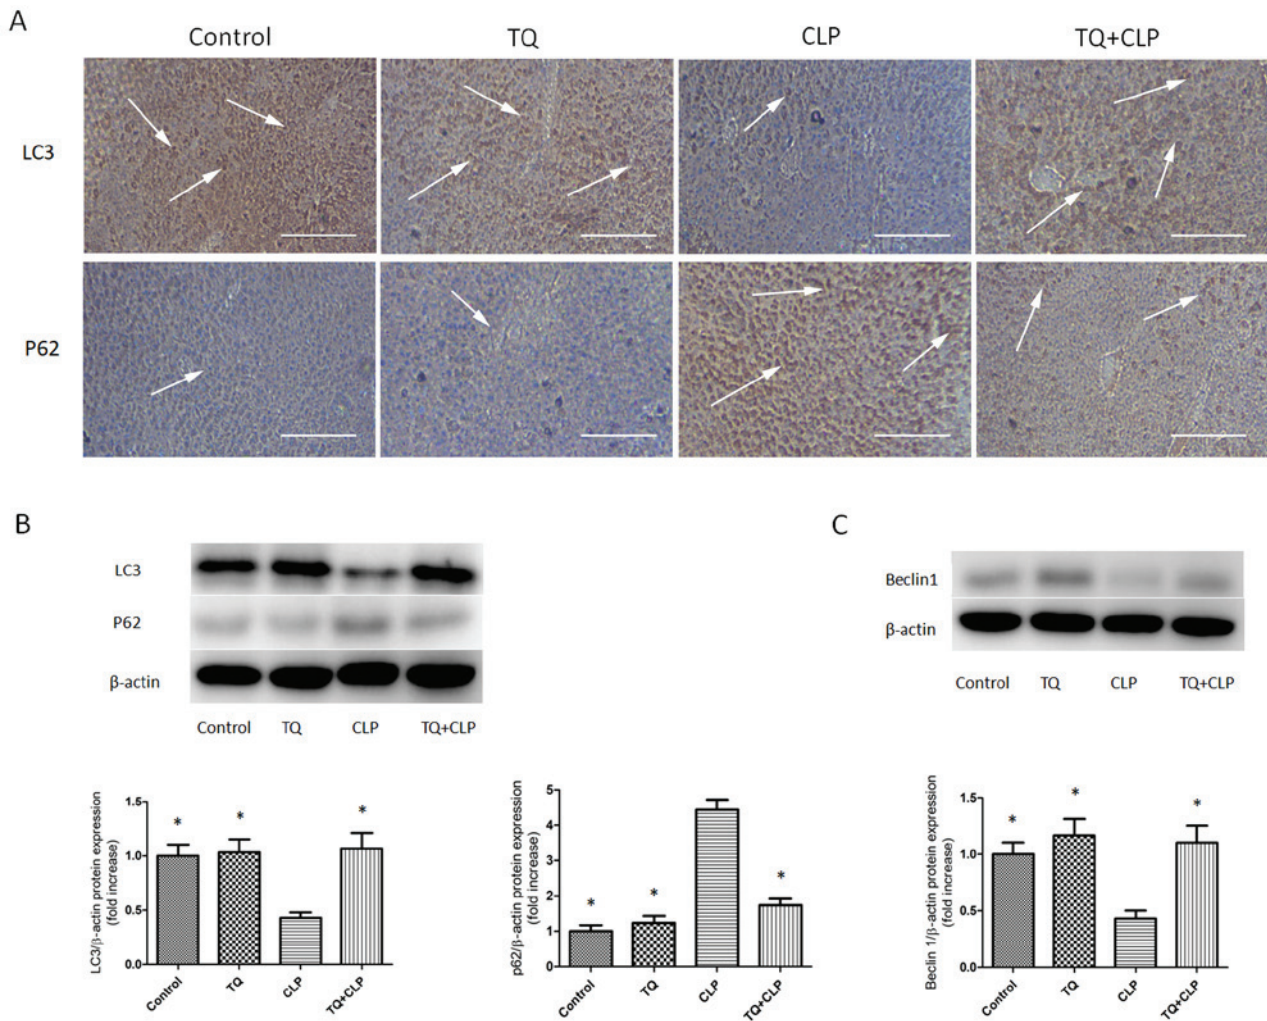 A
Control TQ CLP TQ+CLP
LC3
P62
B
LC3
P62
β-actin
Control TQ CLP TQ+CLP
C
Beclin1
β-actin
Control TQ CLP TQ+CLP
LC3/β-actin protein expression
(fold increase)
1.5
1.0
0.5
0.0
* * *
Control TQ CLP TQ+CLP
p62/β-actin protein expression
(fold increase)
5
4
3
2
1
0
* * *
Control TQ CLP TQ+CLP
Beclin 1/β-actin protein expression
(fold increase)
1.5
1.0
0.5
0.0
* * *
Control TQ CLP TQ+CLP